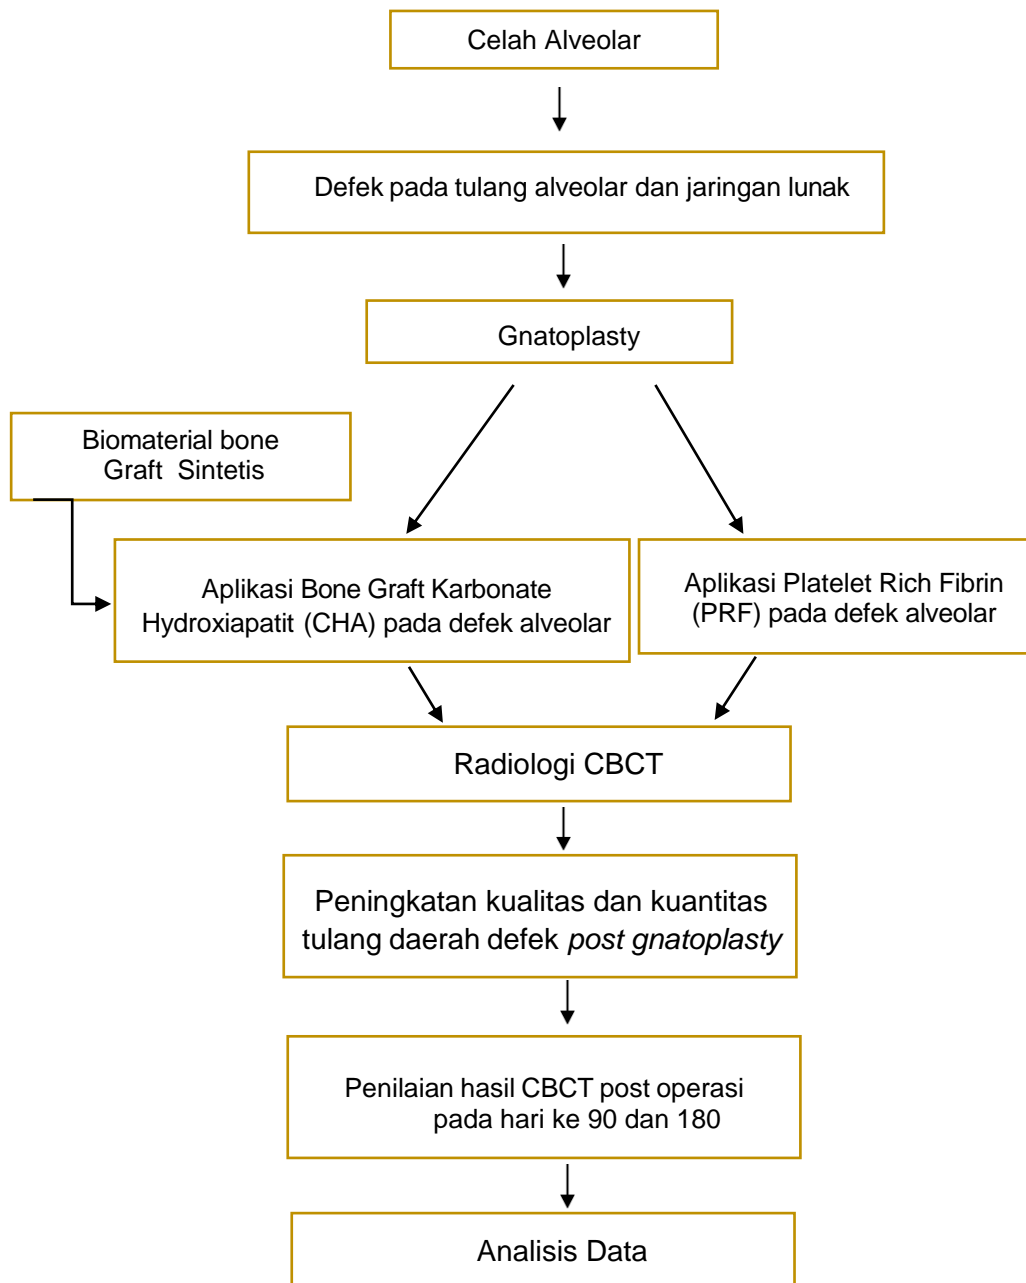 Celah Alveolar
Defek pada tulang alveolar dan jaringan lunak
Gnatoplasty
Biomaterial bone
Graft Sintetis
Aplikasi Bone Graft Karbonate
Hydroxiapatit (CHA) pada defek alveolar
Aplikasi Platelet Rich Fibrin
(PRF) pada defek alveolar
Radiologi CBCT
Peningkatan kualitas dan kuantitas
tulang daerah defek post gnatoplasty
Penilaian hasil CBCT post operasi
pada hari ke 90 dan 180
Analisis Data